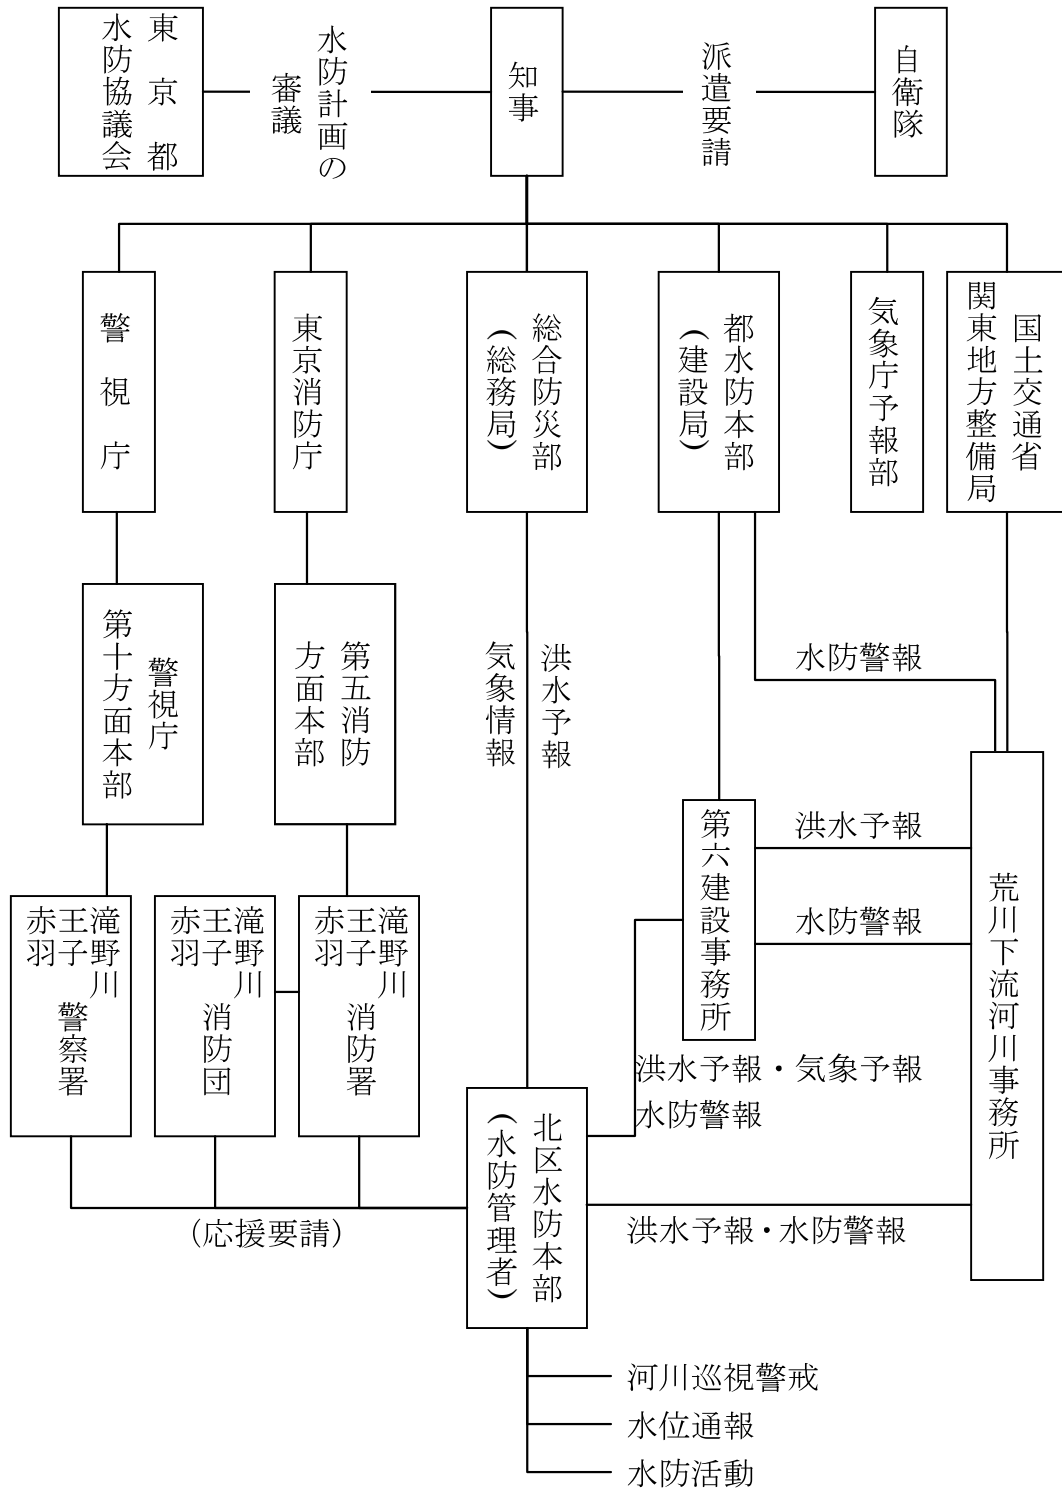 東京都
水防協議会
水防計画の
審議
知事
派遣要請
自衛隊
警視庁
東京消防庁
総合防災部
(総務局)
都水防本部
(建設局)
気象庁予報部
国土交通省
関東地方整備局
警視庁
第十方面本部
第五消防
方面本部
洪水予報
気象情報
水防警報
第六建設事務所
洪水予報
水防警報
荒川下流河川事務所
滝野川
王子
赤羽
警察署
滝野川
王子
赤羽
消防団
滝野川
王子
赤羽
消防署
洪水予報・気象予報
水防警報
北区水防本部
(水防管理者)
(応援要請)
洪水予報・水防警報
河川巡視警戒
水位通報
水防活動